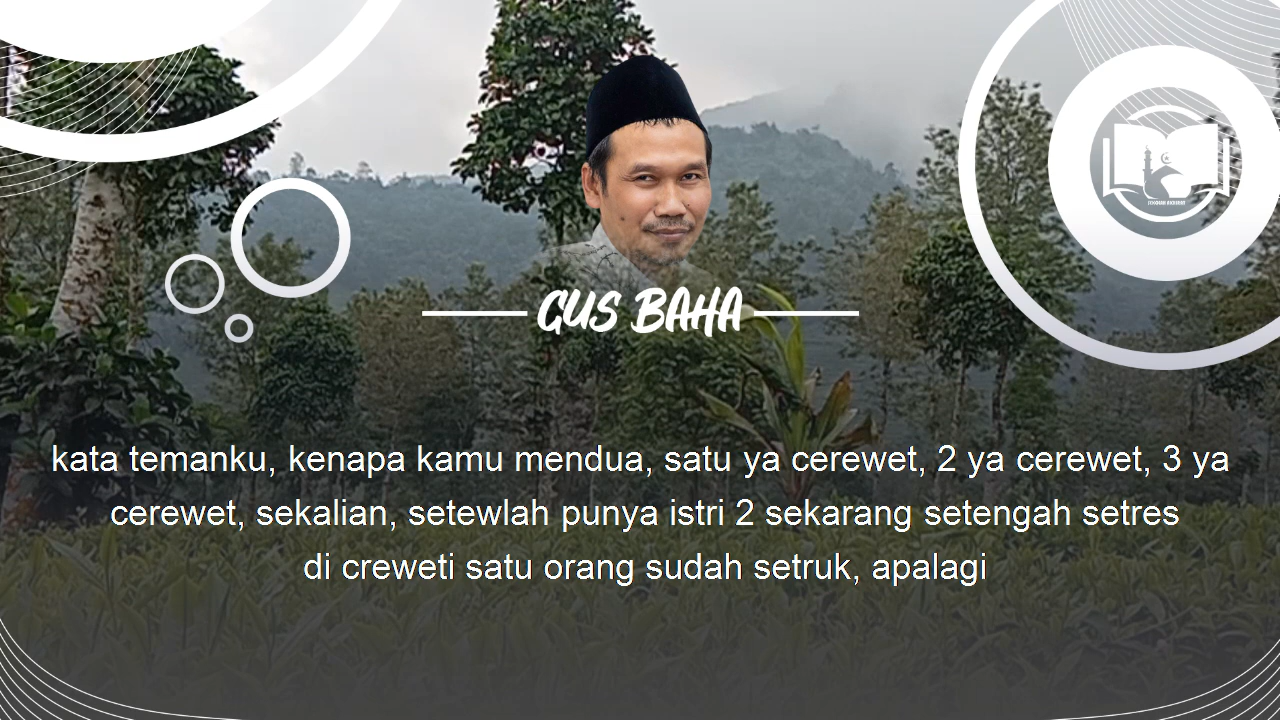 GUS BAHA
kata temanku, kenapa kamu mendua, satu ya cerewet, 2 ya cerewet, 3 ya
cerewet, sekalian, setewlah punya istri 2 sekarang setengah setres
di creweti satu orang sudah setruk, apalagi